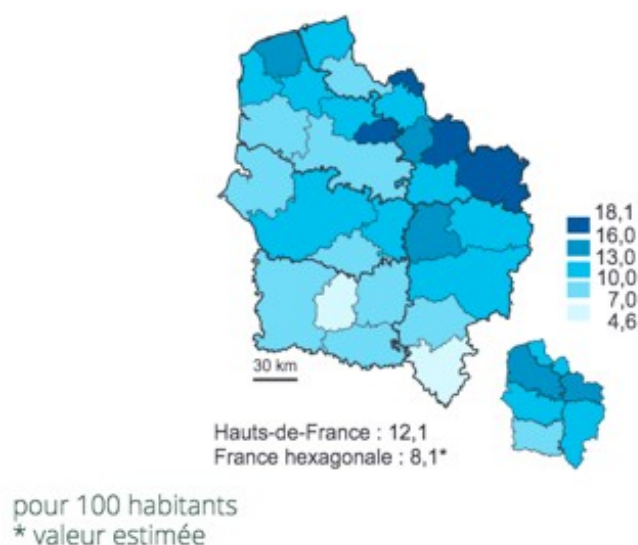 18,1
16,0
13,0
10,0
7,0
4,6
30 km
Hauts-de-France : 12,1
France hexagonale : 8,1*
pour 100 habitants
* valeur estimée